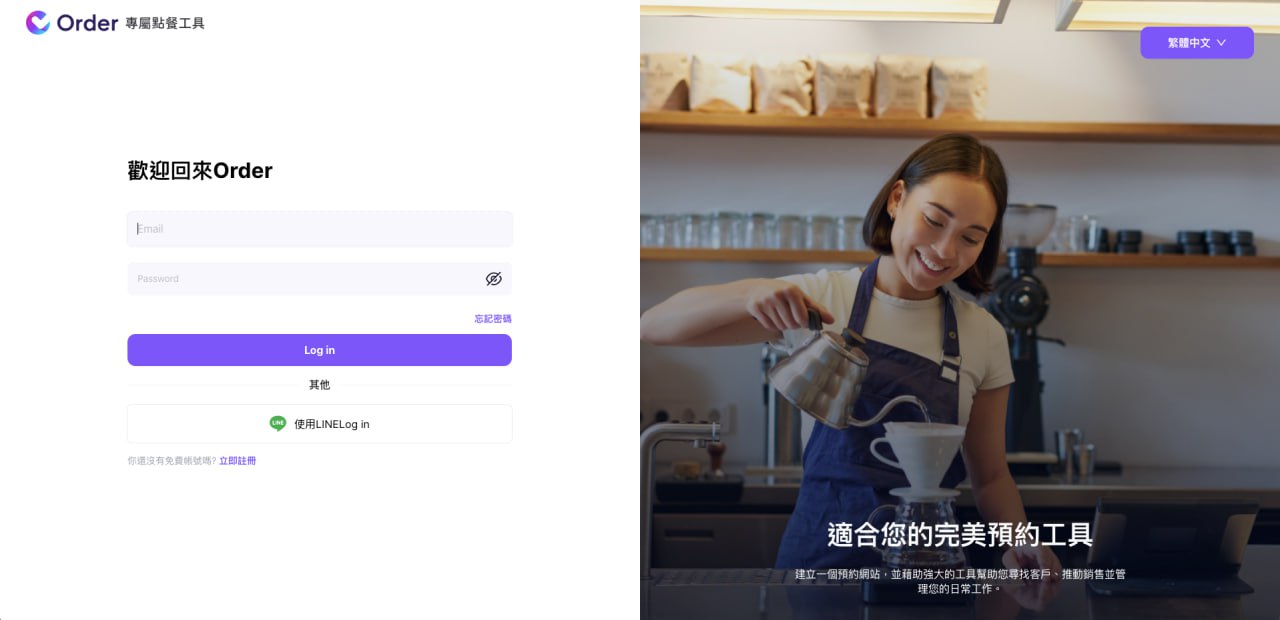 Order 專屬點餐工具
繁體中文
歡迎回來Order
Email
Password
忘記密碼
Log in
其他
LINE 使用LINELog in
你還沒有免費帳號嗎? 立即註冊
適合您的完美預約工具
建立一個預約網站，並藉助強大的工具幫助您尋找客戶、推動銷售並管
理您的日常工作。